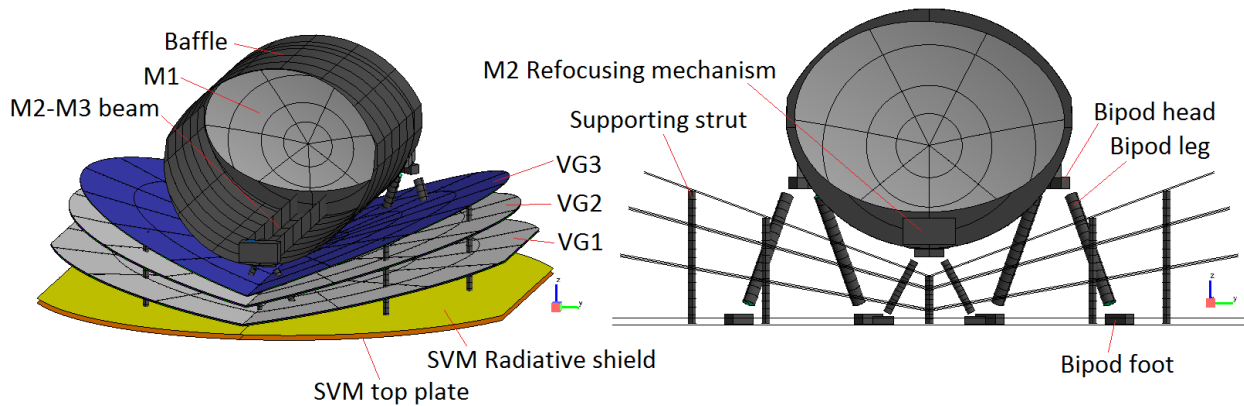 Baffle
M1
M2-M3 beam
VG3
VG2
VG1
z
y
SVM Radiative shield
SVM top plate
M2 Refocusing mechanism
Supporting strut
Bipod head
Bipod leg
z
y
Bipod foot